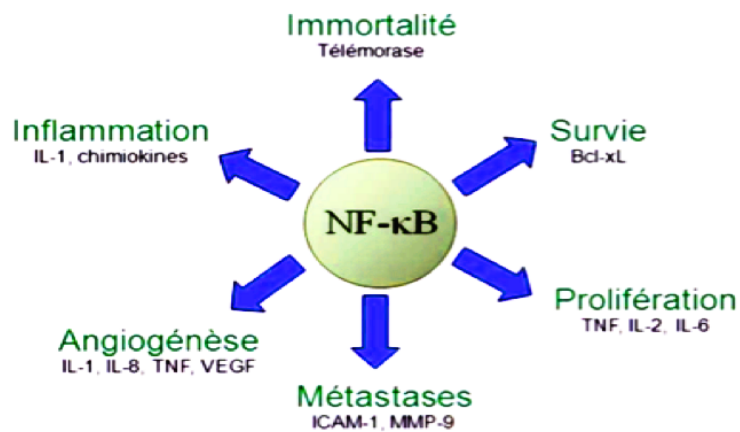 Immortalité
Télémorase
Inflammation
IL-1, chimiokines
Survie
Bcl-xL
NF-κB
Angiogénèse
IL-1, IL-8, TNF, VEGF
Prolifération
TNF, IL-2, IL-6
Métastases
ICAM-1, MMP-9